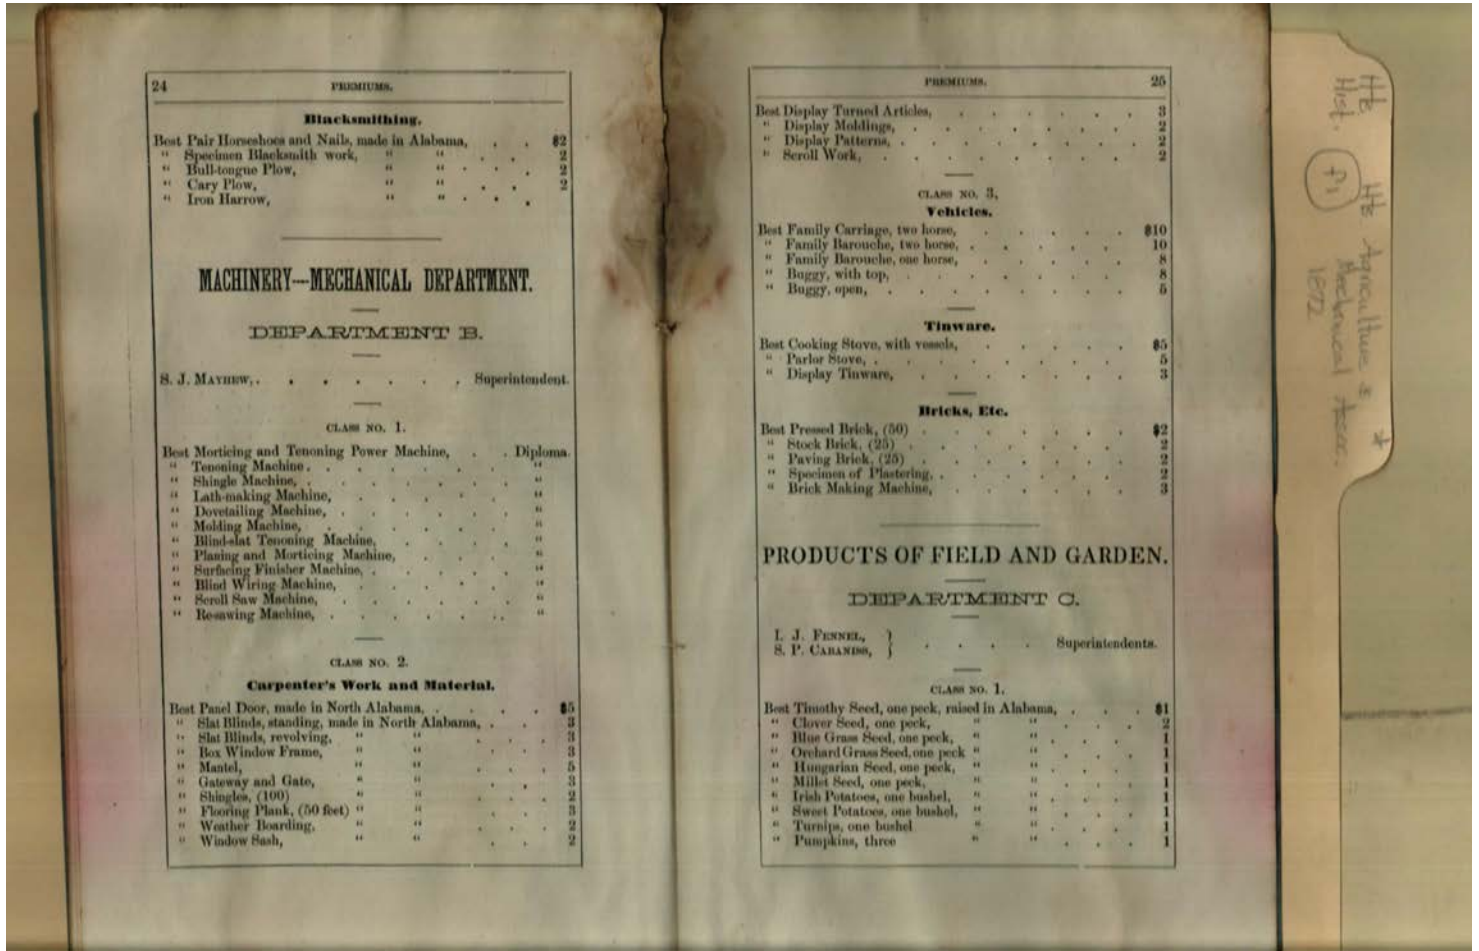 24 PREMIUMS.
Blacksmithing.
Best Pair Horseshoes and Nails, made in Alabama, . . $2
" Specimen Blacksmith work, " " . . 2
" Bull-tongue Plow, " " . . . 2
" Cary Plow, " " . . 2
" Iron Harrow, " " . . .
MACHINERY—MECHANICAL DEPARTMENT.
DEPARTMENT B.
S. J. MAYHEW, . . . . . . . Superintendent.
CLASS NO. 1.
Best Morticing and Tenoning Power Machine, . . Diploma.
" Tenoning Machine . . . . . . . "
" Shingle Machine, . . . . . . . "
" Lath-making Machine, . . . . . "
" Dovetailing Machine, . . . . . . "
" Molding Machine, . . . . . . "
" Blind-slat Tenoning Machine, . . . . "
" Planing and Morticing Machine, . . . . "
" Surfacing Finisher Machine, . . . . . "
" Blind Wiring Machine, . . . . . "
" Scroll Saw Machine, . . . . . . "
" Re-sawing Machine, . . . . . . . "
CLASS NO. 2.
Carpenter's Work and Material.
Best Panel Door, made in North Alabama, . . . . $5
" Slat Blinds, standing, made in North Alabama, . . 3
" Slat Blinds, revolving, " " . . . 3
" Box Window Frame, " " . . . 3
" Mantel, " " . . . 5
" Gateway and Gate, " " . . . 3
" Shingles, (100) " " . . . 2
" Flooring Plank, (50 feet) " " . . . 3
" Weather Boarding, " " . . . 2
" Window Sash, " " . . 2
PREMIUMS. 25
Best Display Turned Articles, . . . . . . 3
" Display Moldings, . . . . . . . 2
" Display Patterns, . . . . . . . . 2
" Scroll Work, . . . . . . . . 2
CLASS NO. 3,
Vehicles.
Best Family Carriage, two horse, . . . . . $10
" Family Barouche, two horse, . . . . . 10
" Family Barouche, one horse, . . . . . 8
" Buggy, with top, . . . . . . . 8
" Buggy, open, . . . . . . . . 5
Tinware.
Best Cooking Stove, with vessels, . . . . . $5
" Parlor Stove, . . . . . . . . 5
" Display Tinware, . . . . . . . 3
Bricks, Etc.
Best Pressed Brick, (50) . . . . . . . $2
" Stock Brick, (25) . . . . . . . 2
" Paving Brick, (25) . . . . . . . 2
" Specimen of Plastering, . . . . . . 2
" Brick Making Machine, . . . . . . 3
PRODUCTS OF FIELD AND GARDEN.
DEPARTMENT C.
I. J. FENNEL, }
S. P. CABANISS, } . . . . Superintendents.
CLASS NO. 1.
Best Timothy Seed, one peck, raised in Alabama, . . . $1
" Clover Seed, one peck, " " . . . 2
" Blue Grass Seed, one peck, " " . . . 1
" Orchard Grass Seed, one peck " " . . . 1
" Hungarian Seed, one peck, " " . . . 1
" Millet Seed, one peck, " " . . . 1
" Irish Potatoes, one bushel, " " . . . 1
" Sweet Potatoes, one bushel, " " . . . 1
" Turnips, one bushel " " . . . 1
" Pumpkins, three " " . . . 1
Hist. P1
Agriculture &
Mechanical Assoc.
1872